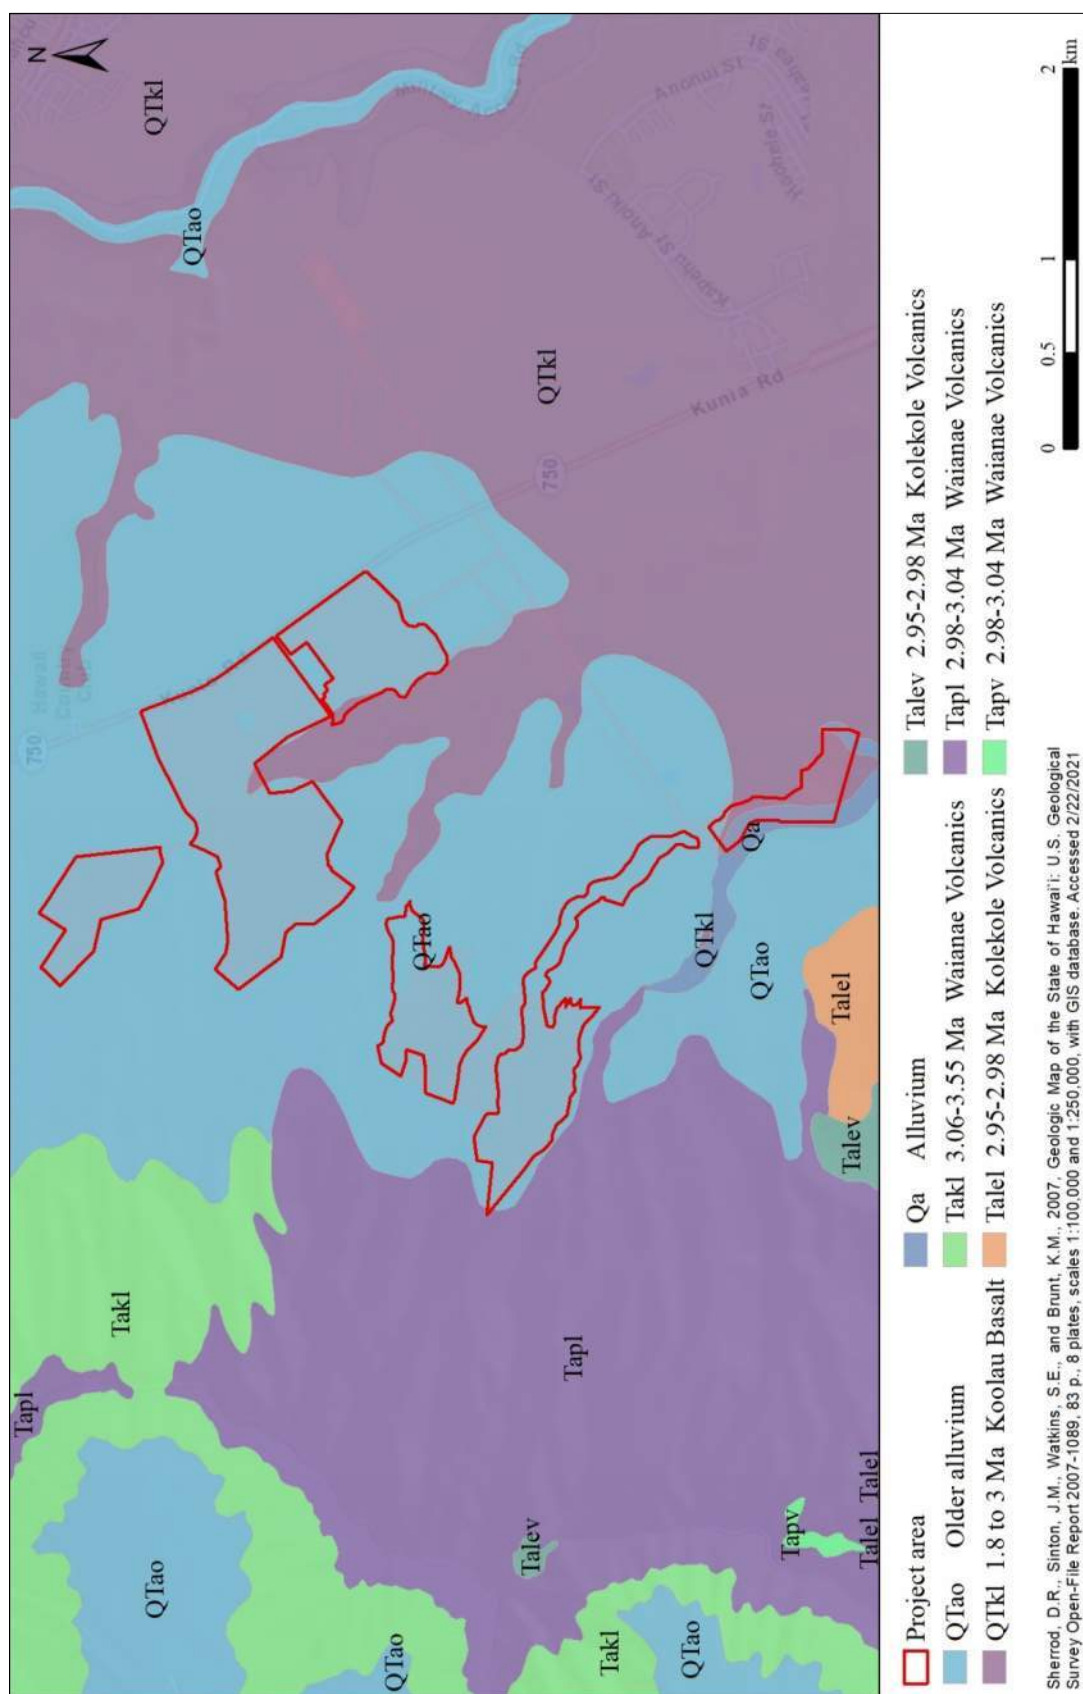 N
QTkl
QTao
QTkl
Anonui St
Hoohele St
Anoiki St
Kupehu St
Kunia Rd
750
750
Hawaii
Country
Club
Tapl
Takl
QTao
QTao
Qa
QTkl
QTao
Talel
Talev
Tapl
QTao
Talev
Tapv
Takl
QTao
QTao
Talel Talel
Project area
QTao Older alluvium
QTkl 1.8 to 3 Ma Koolau Basalt
Qa Alluvium
Takl 3.06-3.55 Ma Waianae Volcanics
Talel 2.95-2.98 Ma Kolekole Volcanics
Talev 2.95-2.98 Ma Kolekole Volcanics
Tapl 2.98-3.04 Ma Waianae Volcanics
Tapv 2.98-3.04 Ma Waianae Volcanics
0 0.5 1 2
km
Sherrod, D.R., Sinton, J.M., Watkins, S.E., and Brunt, K.M., 2007, Geologic Map of the State of Hawai'i: U.S. Geological
Survey Open-File Report 2007-1089, 83 p., 8 plates, scales 1:100,000 and 1:250,000, with GIS database. Accessed 2/22/2021